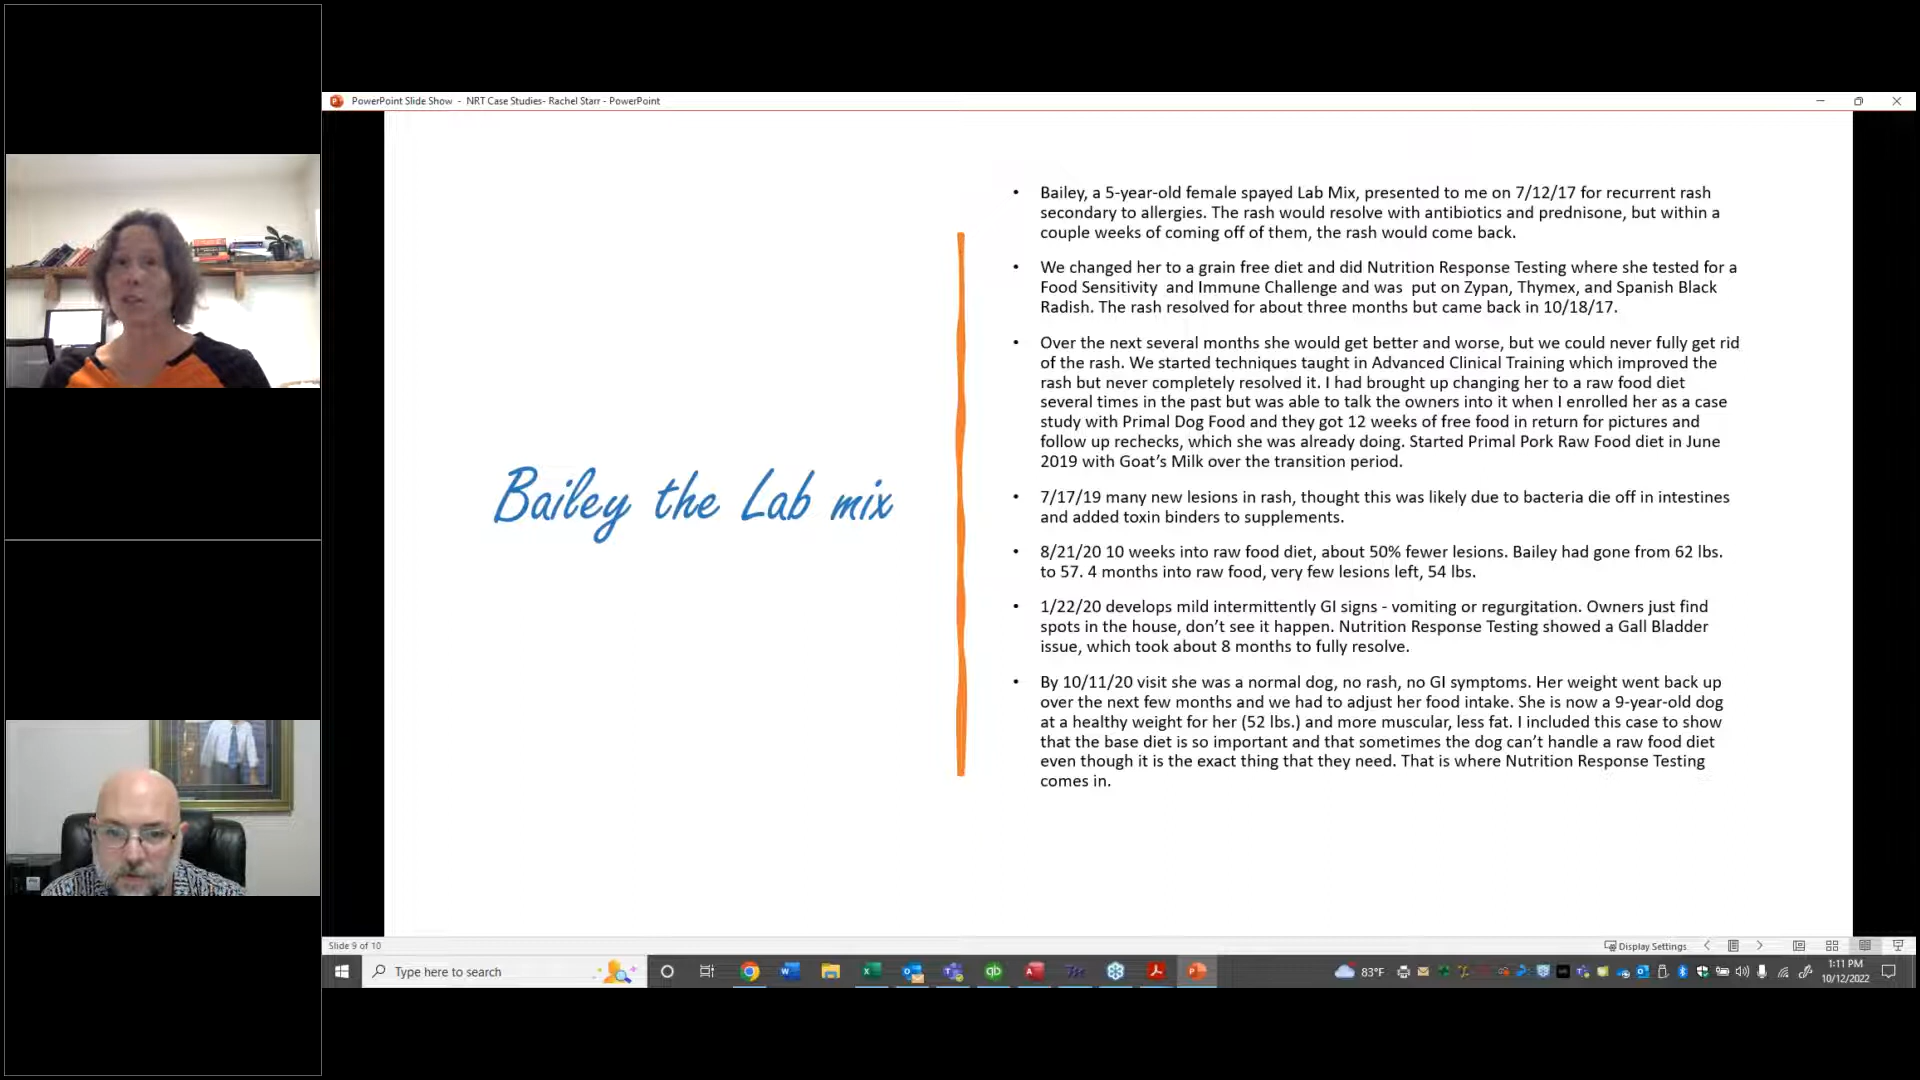 PowerPoint Slide Show - NRT Case Studies- Rachel Starr - PowerPoint
Bailey the Lab mix
• Bailey, a 5-year-old female spayed Lab Mix, presented to me on 7/12/17 for recurrent rash
secondary to allergies. The rash would resolve with antibiotics and prednisone, but within a
couple weeks of coming off of them, the rash would come back.
• We changed her to a grain free diet and did Nutrition Response Testing where she tested for a
Food Sensitivity and Immune Challenge and was put on Zypan, Thymex, and Spanish Black
Radish. The rash resolved for about three months but came back in 10/18/17.
• Over the next several months she would get better and worse, but we could never fully get rid
of the rash. We started techniques taught in Advanced Clinical Training which improved the
rash but never completely resolved it. I had brought up changing her to a raw food diet
several times in the past but was able to talk the owners into it when I enrolled her as a case
study with Primal Dog Food and they got 12 weeks of free food in return for pictures and
follow up rechecks, which she was already doing. Started Primal Pork Raw Food diet in June
2019 with Goat's Milk over the transition period.
• 7/17/19 many new lesions in rash, thought this was likely due to bacteria die off in intestines
and added toxin binders to supplements.
• 8/21/20 10 weeks into raw food diet, about 50% fewer lesions. Bailey had gone from 62 lbs.
to 57. 4 months into raw food, very few lesions left, 54 lbs.
• 1/22/20 develops mild intermittently GI signs - vomiting or regurgitation. Owners just find
spots in the house, don't see it happen. Nutrition Response Testing showed a Gall Bladder
issue, which took about 8 months to fully resolve.
• By 10/11/20 visit she was a normal dog, no rash, no GI symptoms. Her weight went back up
over the next few months and we had to adjust her food intake. She is now a 9-year-old dog
at a healthy weight for her (52 lbs.) and more muscular, less fat. I included this case to show
that the base diet is so important and that sometimes the dog can't handle a raw food diet
even though it is the exact thing that they need. That is where Nutrition Response Testing
comes in.
Slide 9 of 10
Display Settings
Type here to search
83°F
1:11 PM
10/12/2022